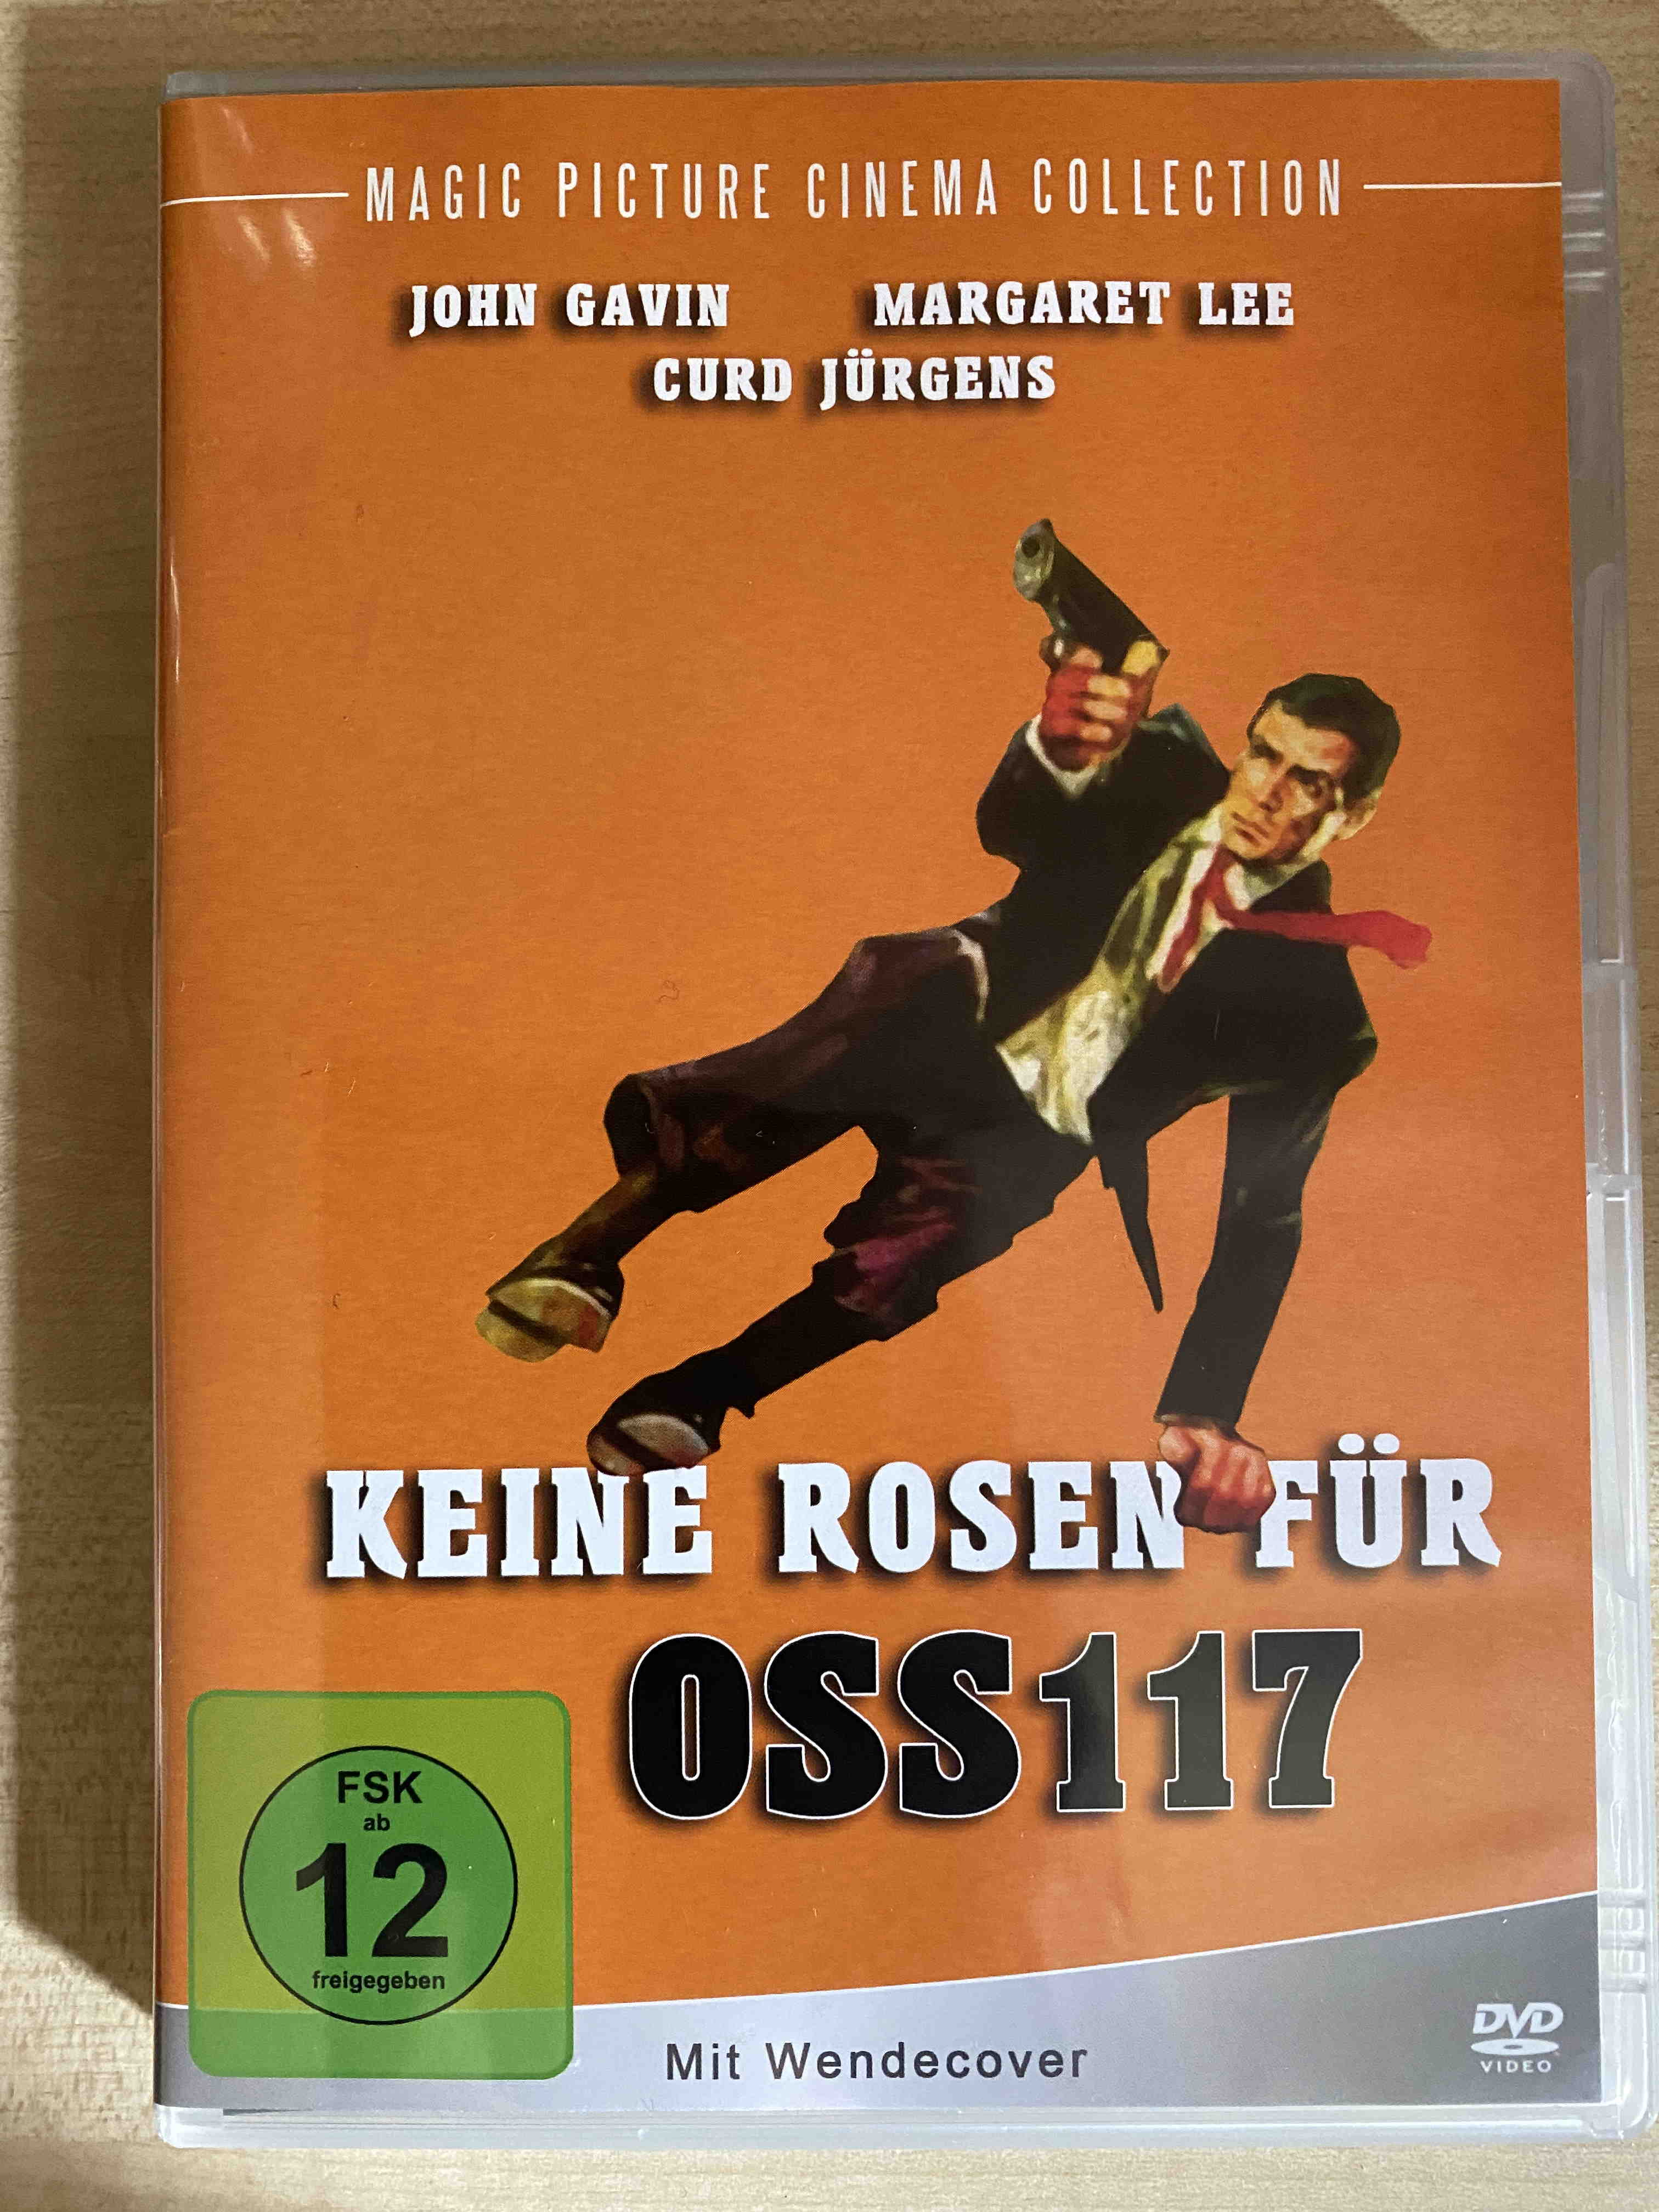 MAGIC PICTURE CINEMA COLLECTION
JOHN GAVIN MARGARET LEE
CURD JÜRGENS
KEINE ROSEN FÜR
OSS117
FSK
ab
12
freigegeben
Mit Wendecover
DVD
VIDEO